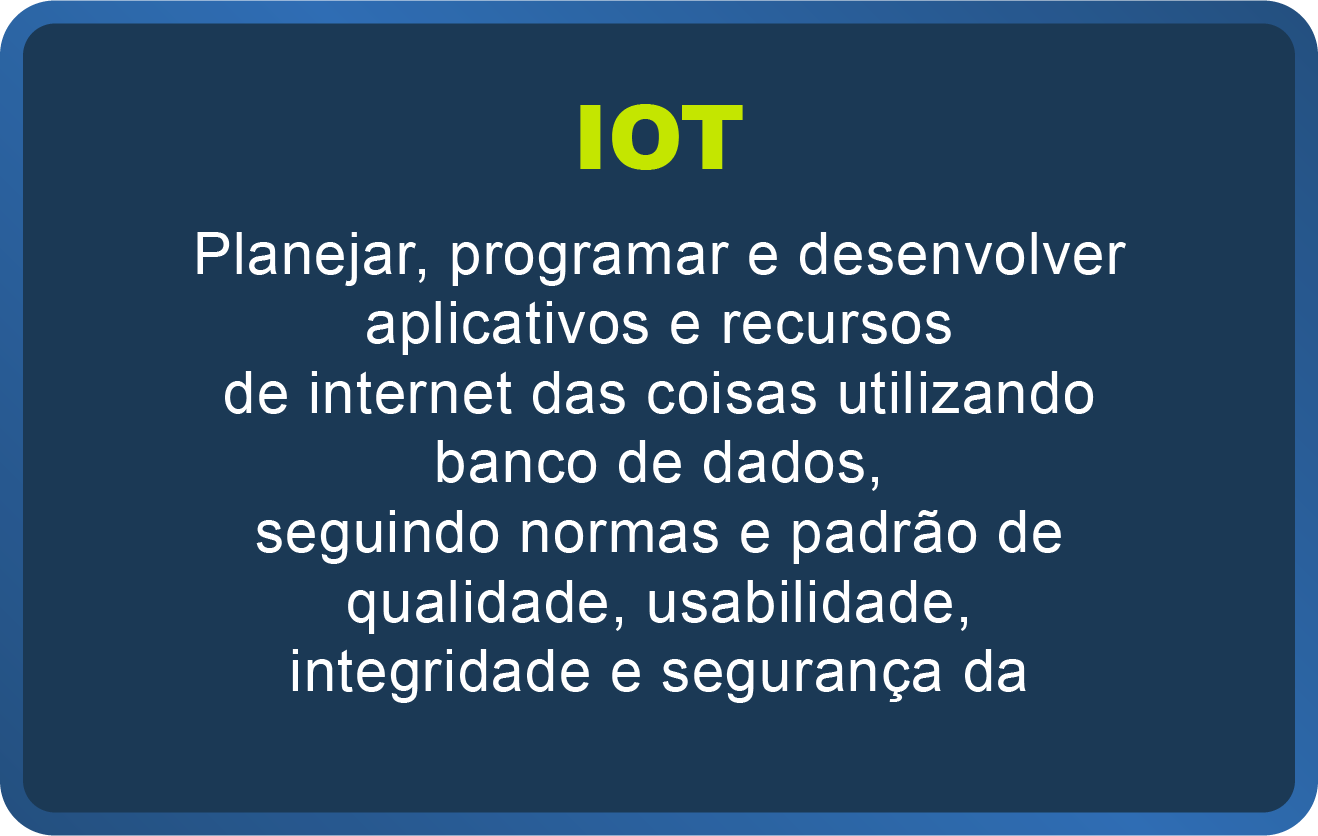 IOT
Planejar, programar e desenvolver
aplicativos e recursos
de internet das coisas utilizando
banco de dados,
seguindo normas e padrão de
qualidade, usabilidade,
integridade e segurança da